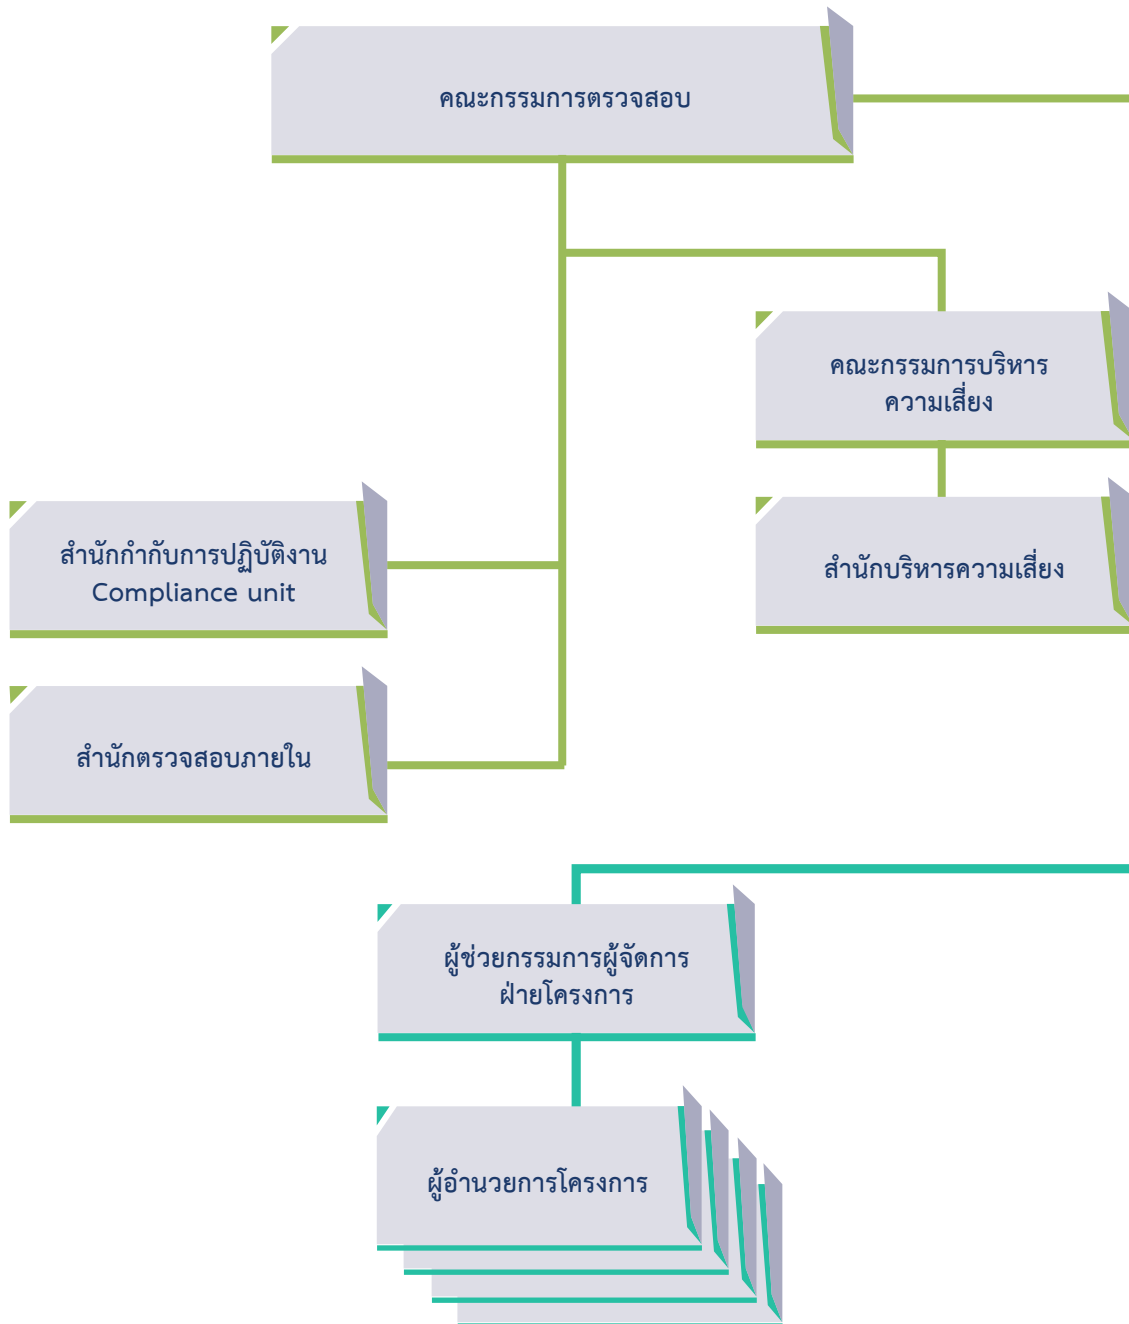 คณะกรรมการตรวจสอบ
คณะกรรมการบริหาร
ความเสี่ยง
สำนักกำกับการปฏิบัติงาน
Compliance unit
สำนักบริหารความเสี่ยง
สำนักตรวจสอบภายใน
ผู้ช่วยกรรมการผู้จัดการ
ฝ่ายโครงการ
ผู้อำนวยการโครงการ